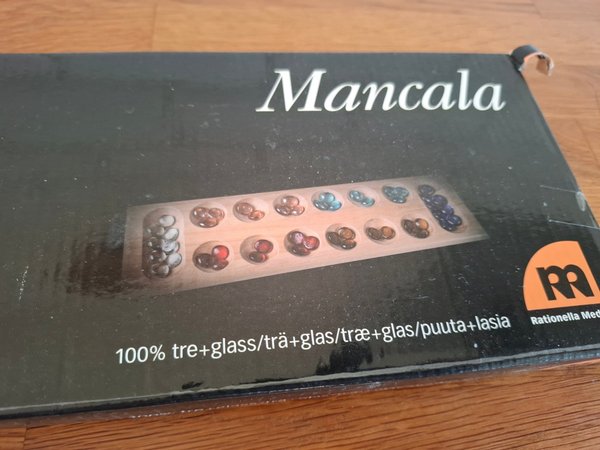 Mancala
100% tre+glass/trä+glas/træ+glas/puuta+lasia
Rationella Med